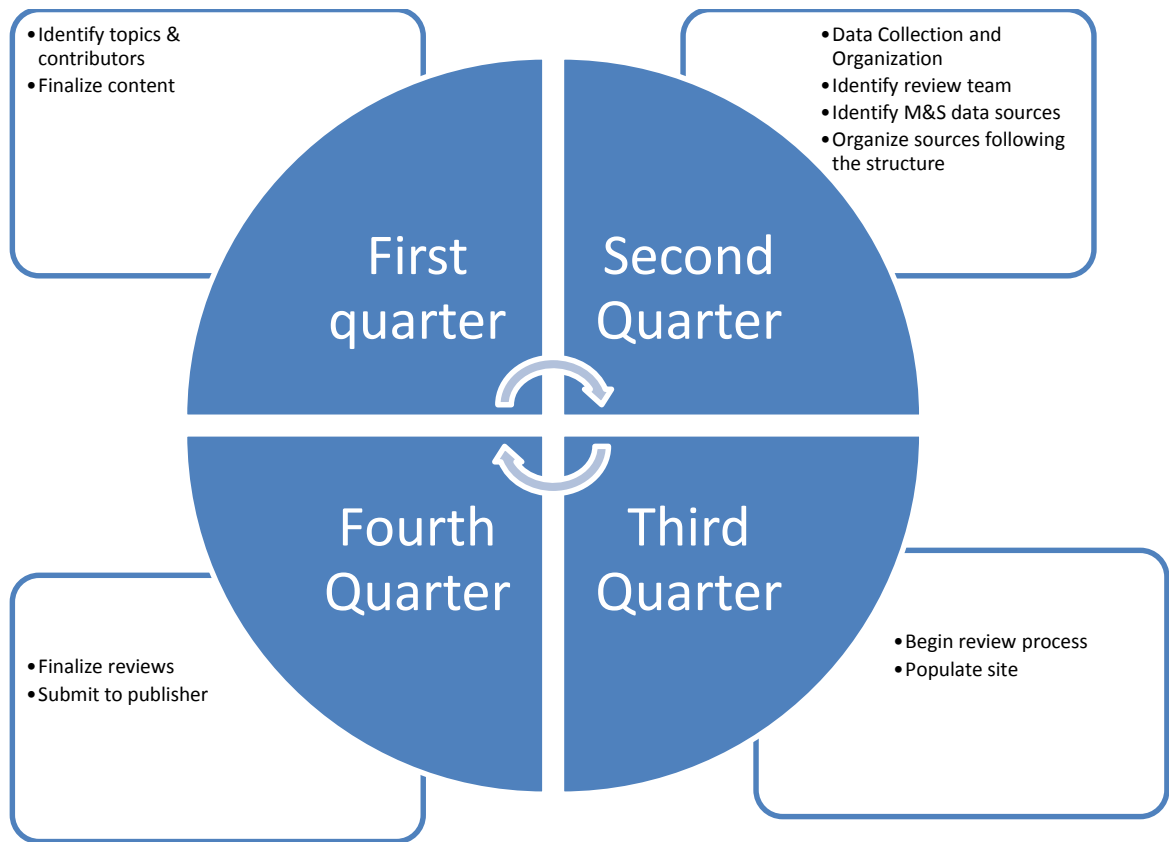 •Identify topics &
contributors
•Finalize content
•Data Collection and
Organization
•Identify review team
•Identify M&S data sources
•Organize sources following
the structure
First
quarter
Second
Quarter
Fourth
Quarter
Third
Quarter
•Finalize reviews
•Submit to publisher
•Begin review process
•Populate site